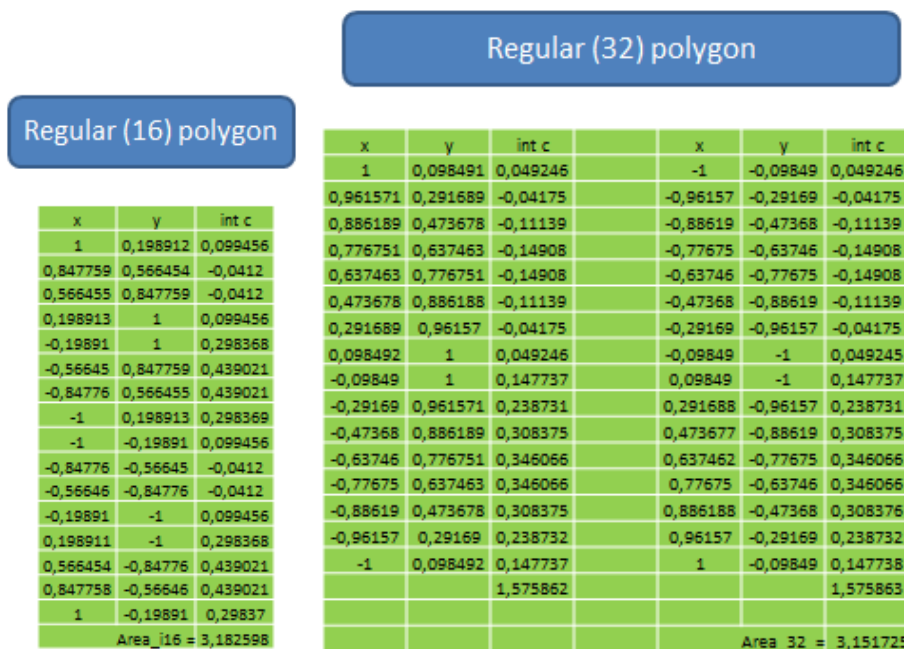 Regular (32) polygon
Regular (16) polygon
x y int c
1 0,198912 0,099456
0,847759 0,566454 -0,0412
0,566455 0,847759 -0,0412
0,198913 1 0,099456
-0,19891 1 0,298368
-0,56645 0,847759 0,439021
-0,84776 0,566455 0,439021
-1 0,198913 0,298369
-1 -0,19891 0,099456
-0,84776 -0,56645 -0,0412
-0,56646 -0,84776 -0,0412
-0,19891 -1 0,099456
0,198911 -1 0,298368
0,566454 -0,84776 0,439021
0,847758 -0,56646 0,439021
1 -0,19891 0,29837
Area_i16 = 3,182598
x y int c x y int c
1 0,098491 0,049246 -1 -0,09849 0,049246
0,961571 0,291689 -0,04175 -0,96157 -0,29169 -0,04175
0,886189 0,473678 -0,11139 -0,88619 -0,47368 -0,11139
0,776751 0,637463 -0,14908 -0,77675 -0,63746 -0,14908
0,637463 0,776751 -0,14908 -0,63746 -0,77675 -0,14908
0,473678 0,886188 -0,11139 -0,47368 -0,88619 -0,11139
0,291689 0,96157 -0,04175 -0,29169 -0,96157 -0,04175
0,098492 1 0,049246 -0,09849 -1 0,049245
-0,09849 1 0,147737 0,09849 -1 0,147737
-0,29169 0,961571 0,238731 0,291688 -0,96157 0,238731
-0,47368 0,886189 0,308375 0,473677 -0,88619 0,308375
-0,63746 0,776751 0,346066 0,637462 -0,77675 0,346066
-0,77675 0,637463 0,346066 0,77675 -0,63746 0,346066
-0,88619 0,473678 0,308375 0,886188 -0,47368 0,308376
-0,96157 0,29169 0,238732 0,96157 -0,29169 0,238732
-1 0,098492 0,147737 1 -0,09849 0,147738
1,575862 1,575863
Area_32 = 3,151725